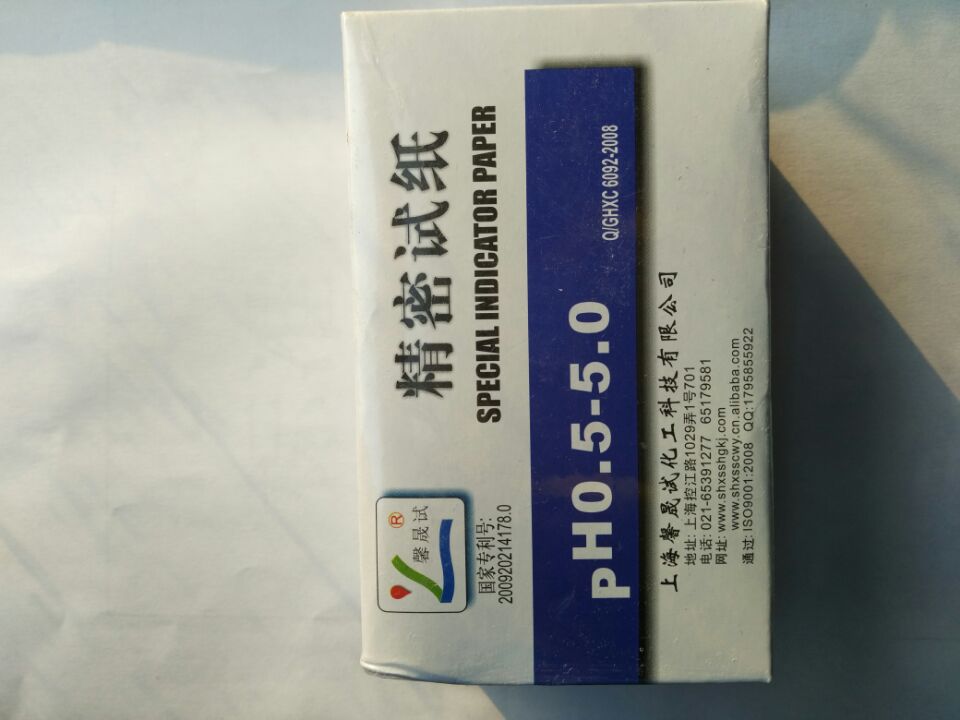 馨晟试®
国家专利号:
200920214178.0
精密试纸
SPECIAL INDICATOR PAPER
pH0.5-5.0
Q/GHXC 6092-2008
上海馨晟试化工科技有限公司
地址: 上海控江路1029弄1号701
电话: 021-65391277 65179581
网址: www.shxsshgkj.com
www.shxsscwy.cn.alibaba.com
通过: ISO9001:2008 QQ:1795855922